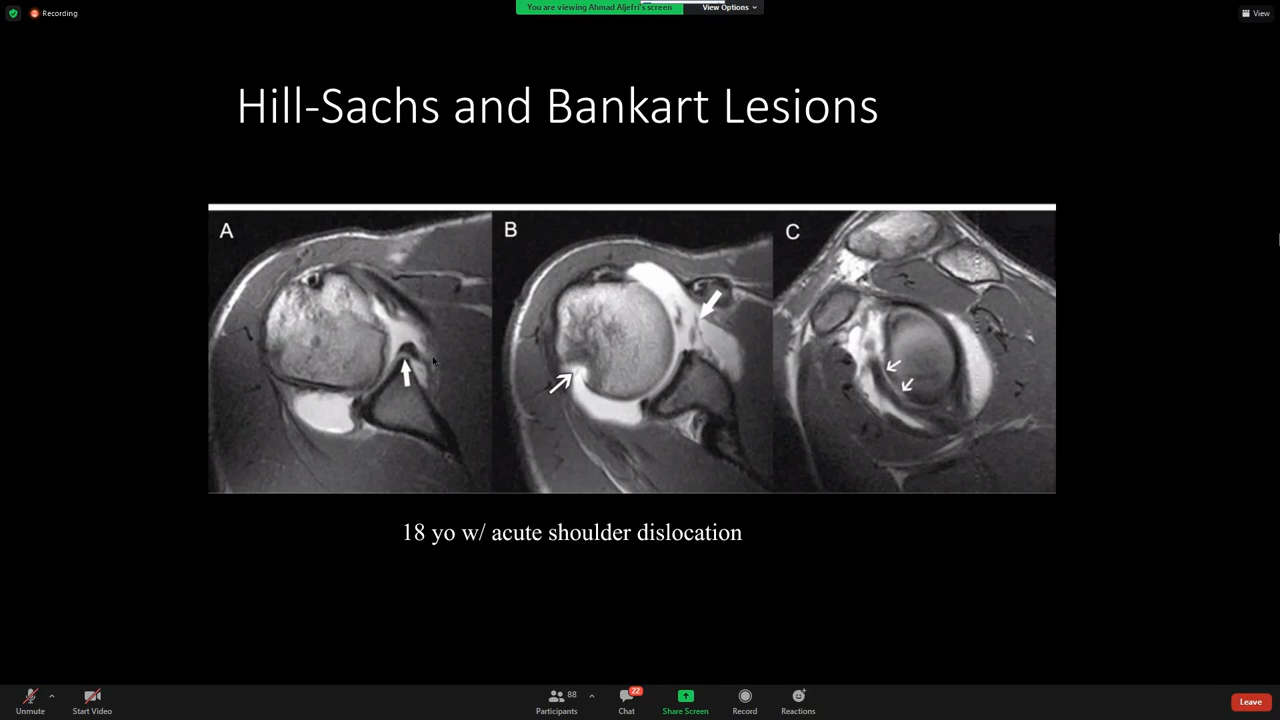 Recording
You are viewing Ahmad Aljefri's screen
View Options
View
Hill-Sachs and Bankart Lesions
A
B
C
18 yo w/ acute shoulder dislocation
Unmute
Start Video
88
Participants
22
Chat
Share Screen
Record
Reactions
Leave